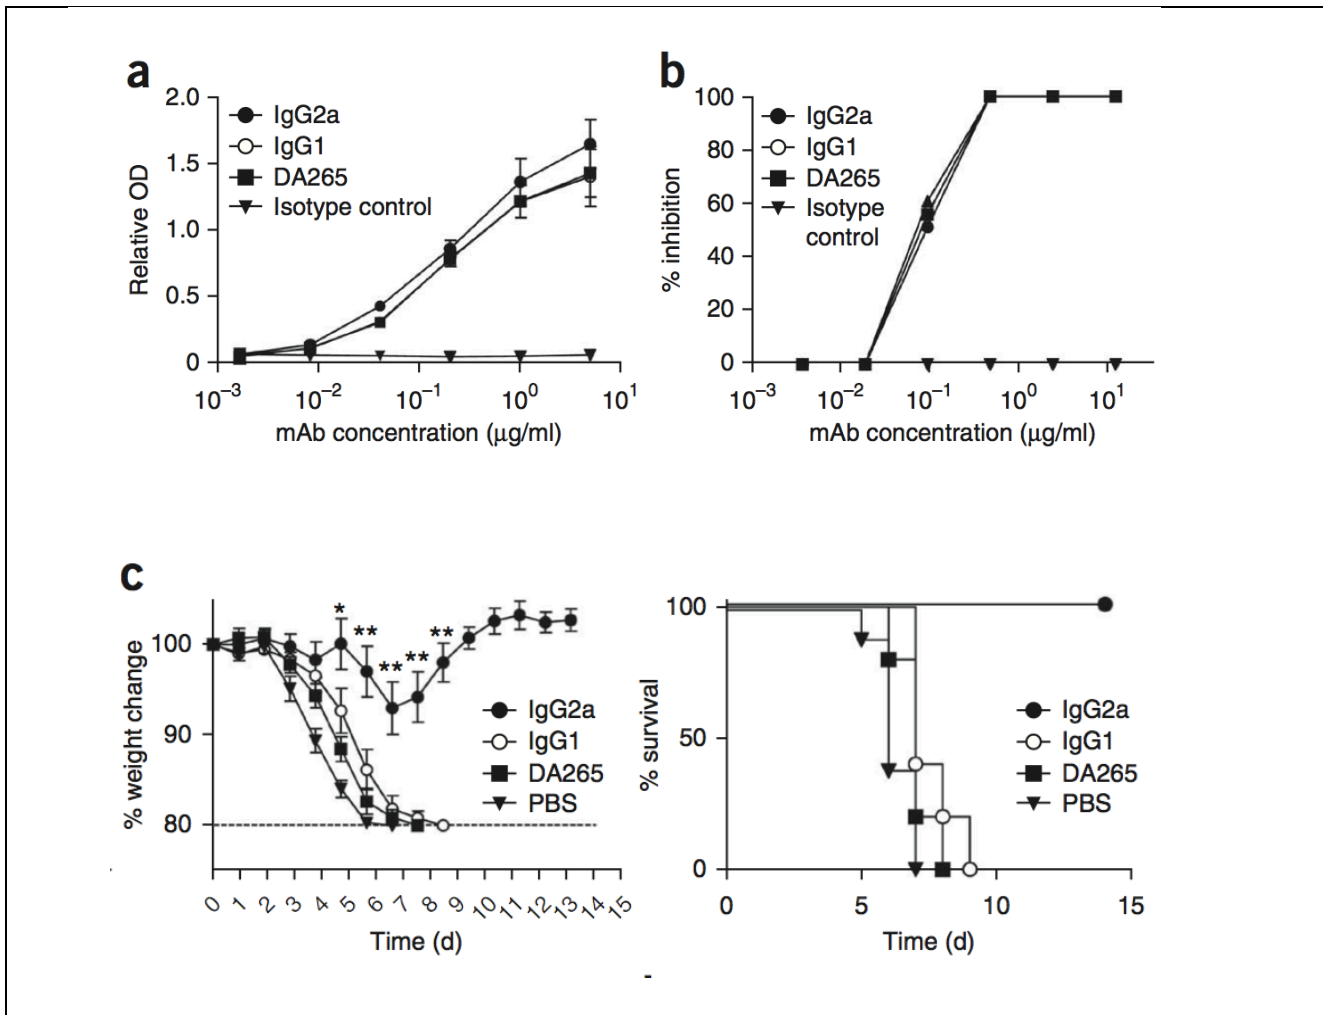 a
2.0
1.5
1.0
0.5
0
Relative OD
IgG2a
IgG1
DA265
Isotype control
10⁻³ 10⁻² 10⁻¹ 10⁰ 10¹
mAb concentration (μg/ml)
b
100
80
60
40
20
0
% inhibition
IgG2a
IgG1
DA265
Isotype
control
10⁻³ 10⁻² 10⁻¹ 10⁰ 10¹
mAb concentration (μg/ml)
c
100
90
80
% weight change
* ** ** ** **
IgG2a
IgG1
DA265
PBS
0 1 2 3 4 5 6 7 8 9 10 11 12 13 14 15
Time (d)
100
50
0
% survival
IgG2a
IgG1
DA265
PBS
0 5 10 15
Time (d)
-